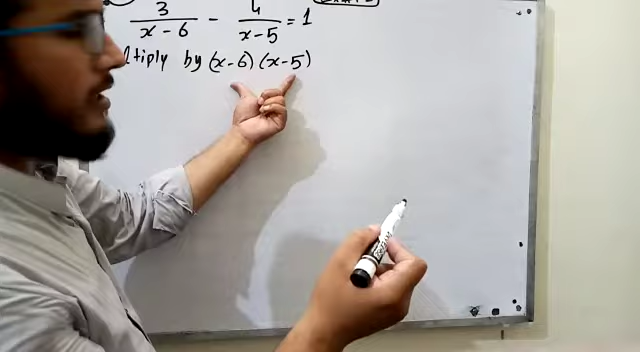 3/(x-6) - 4/(x-5) = 1
ltiply by (x-6)(x-5)